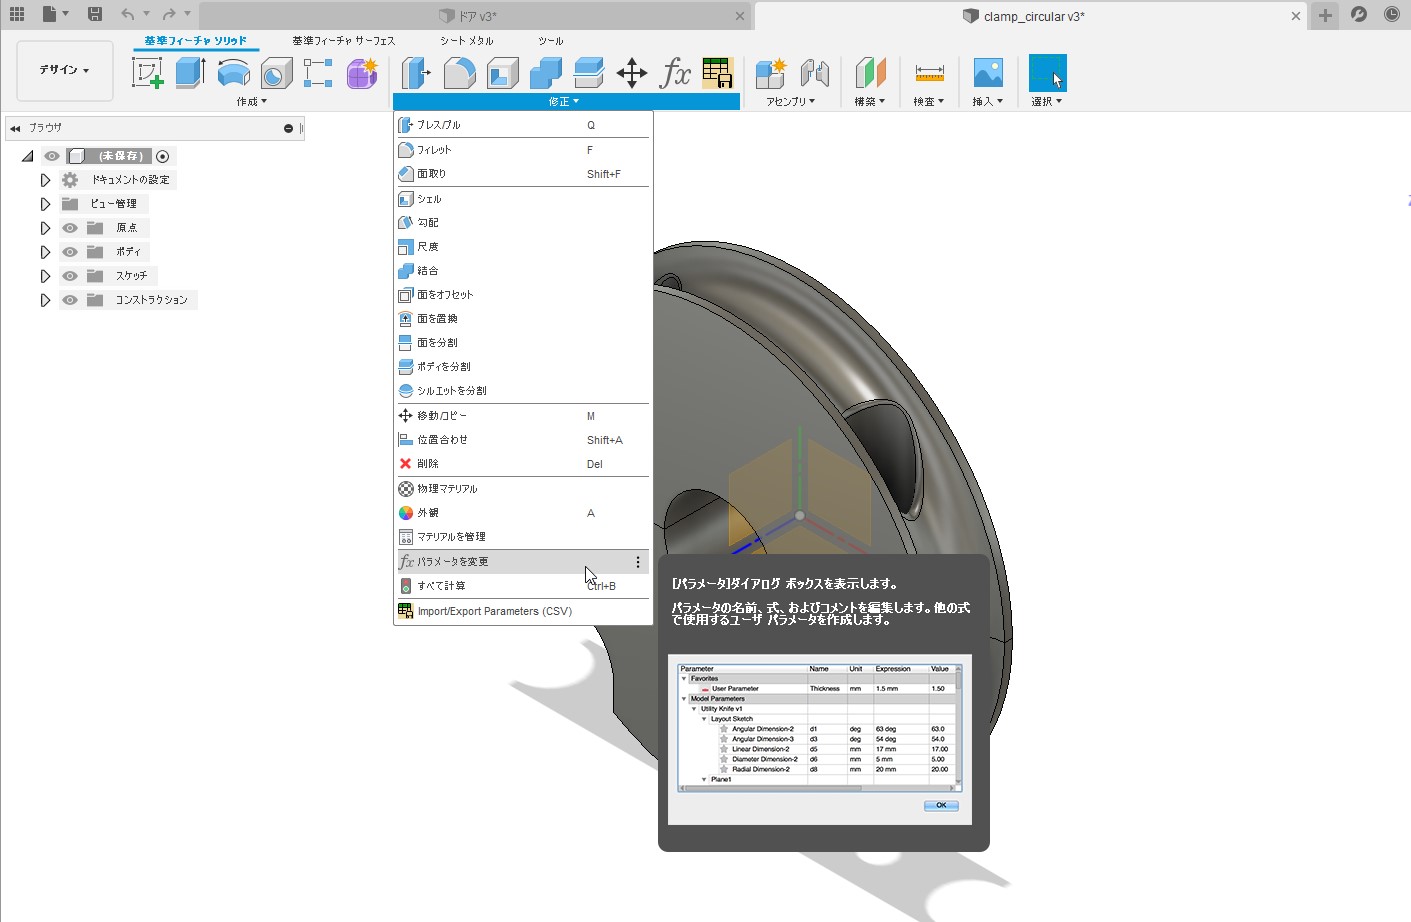 ドア v3*
clamp_circular v3*
基準フィーチャ ソリッド
基準フィーチャ サーフェス
シート メタル
ツール
デザイン
作成
修正
アセンブリ
構築
検査
挿入
選択
ブラウザ
(未保存)
ドキュメントの設定
ビュー管理
原点
ボディ
スケッチ
コンストラクション
プレス/プル Q
フィレット F
面取り Shift+F
シェル
勾配
尺度
結合
面をオフセット
面を置換
面を分割
ボディを分割
シルエットを分割
移動/コピー M
位置合わせ Shift+A
削除 Del
物理マテリアル
外観 A
マテリアルを管理
fx パラメータを変更
すべて計算 Ctrl+B
Import/Export Parameters (CSV)
[パラメータ]ダイアログ ボックスを表示します。
パラメータの名前、式、およびコメントを編集します。他の式
で使用するユーザ パラメータを作成します。
Parameter Name Unit Expression Value
Favorites
User Parameter Thickness mm 1.5 mm 1.50
Model Parameters
Utility Knife v1
Layout Sketch
Angular Dimension-2 d1 deg 63 deg 63.0
Angular Dimension-3 d3 deg 54 deg 54.0
Linear Dimension-2 d5 mm 17 mm 17.00
Diameter Dimension-2 d6 mm 5 mm 5.00
Radial Dimension-2 d8 mm 20 mm 20.00
Plane1
OK